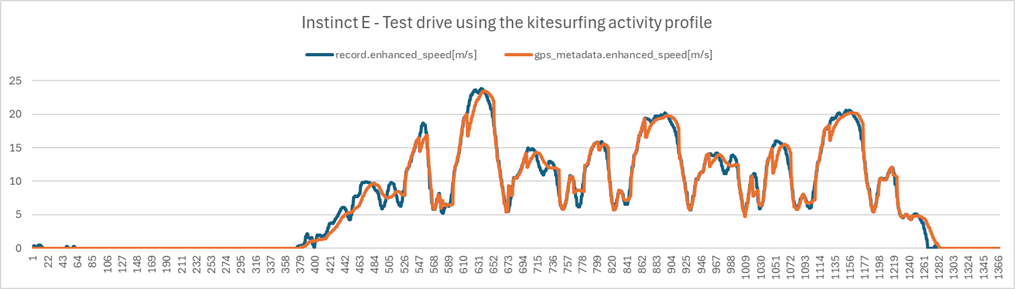 Instinct E - Test drive using the kitesurfing activity profile
record.enhanced_speed[m/s] gps_metadata.enhanced_speed[m/s]
25
20
15
10
5
0
1 22 43 64 85 106 127 148 169 190 211 232 253 274 295 316 337 358 379 400 421 442 463 484 505 526 547 568 589 610 631 652 673 694 715 736 757 778 799 820 841 862 883 904 925 946 967 988 1009 1030 1051 1072 1093 1114 1135 1156 1177 1198 1219 1240 1261 1282 1303 1324 1345 1366